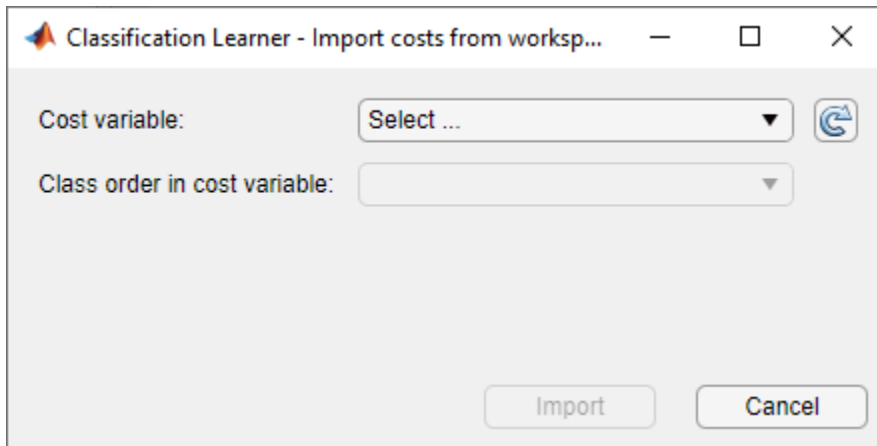 Classification Learner - Import costs from worksp...
Cost variable:
Select ...
Class order in cost variable:
Import
Cancel